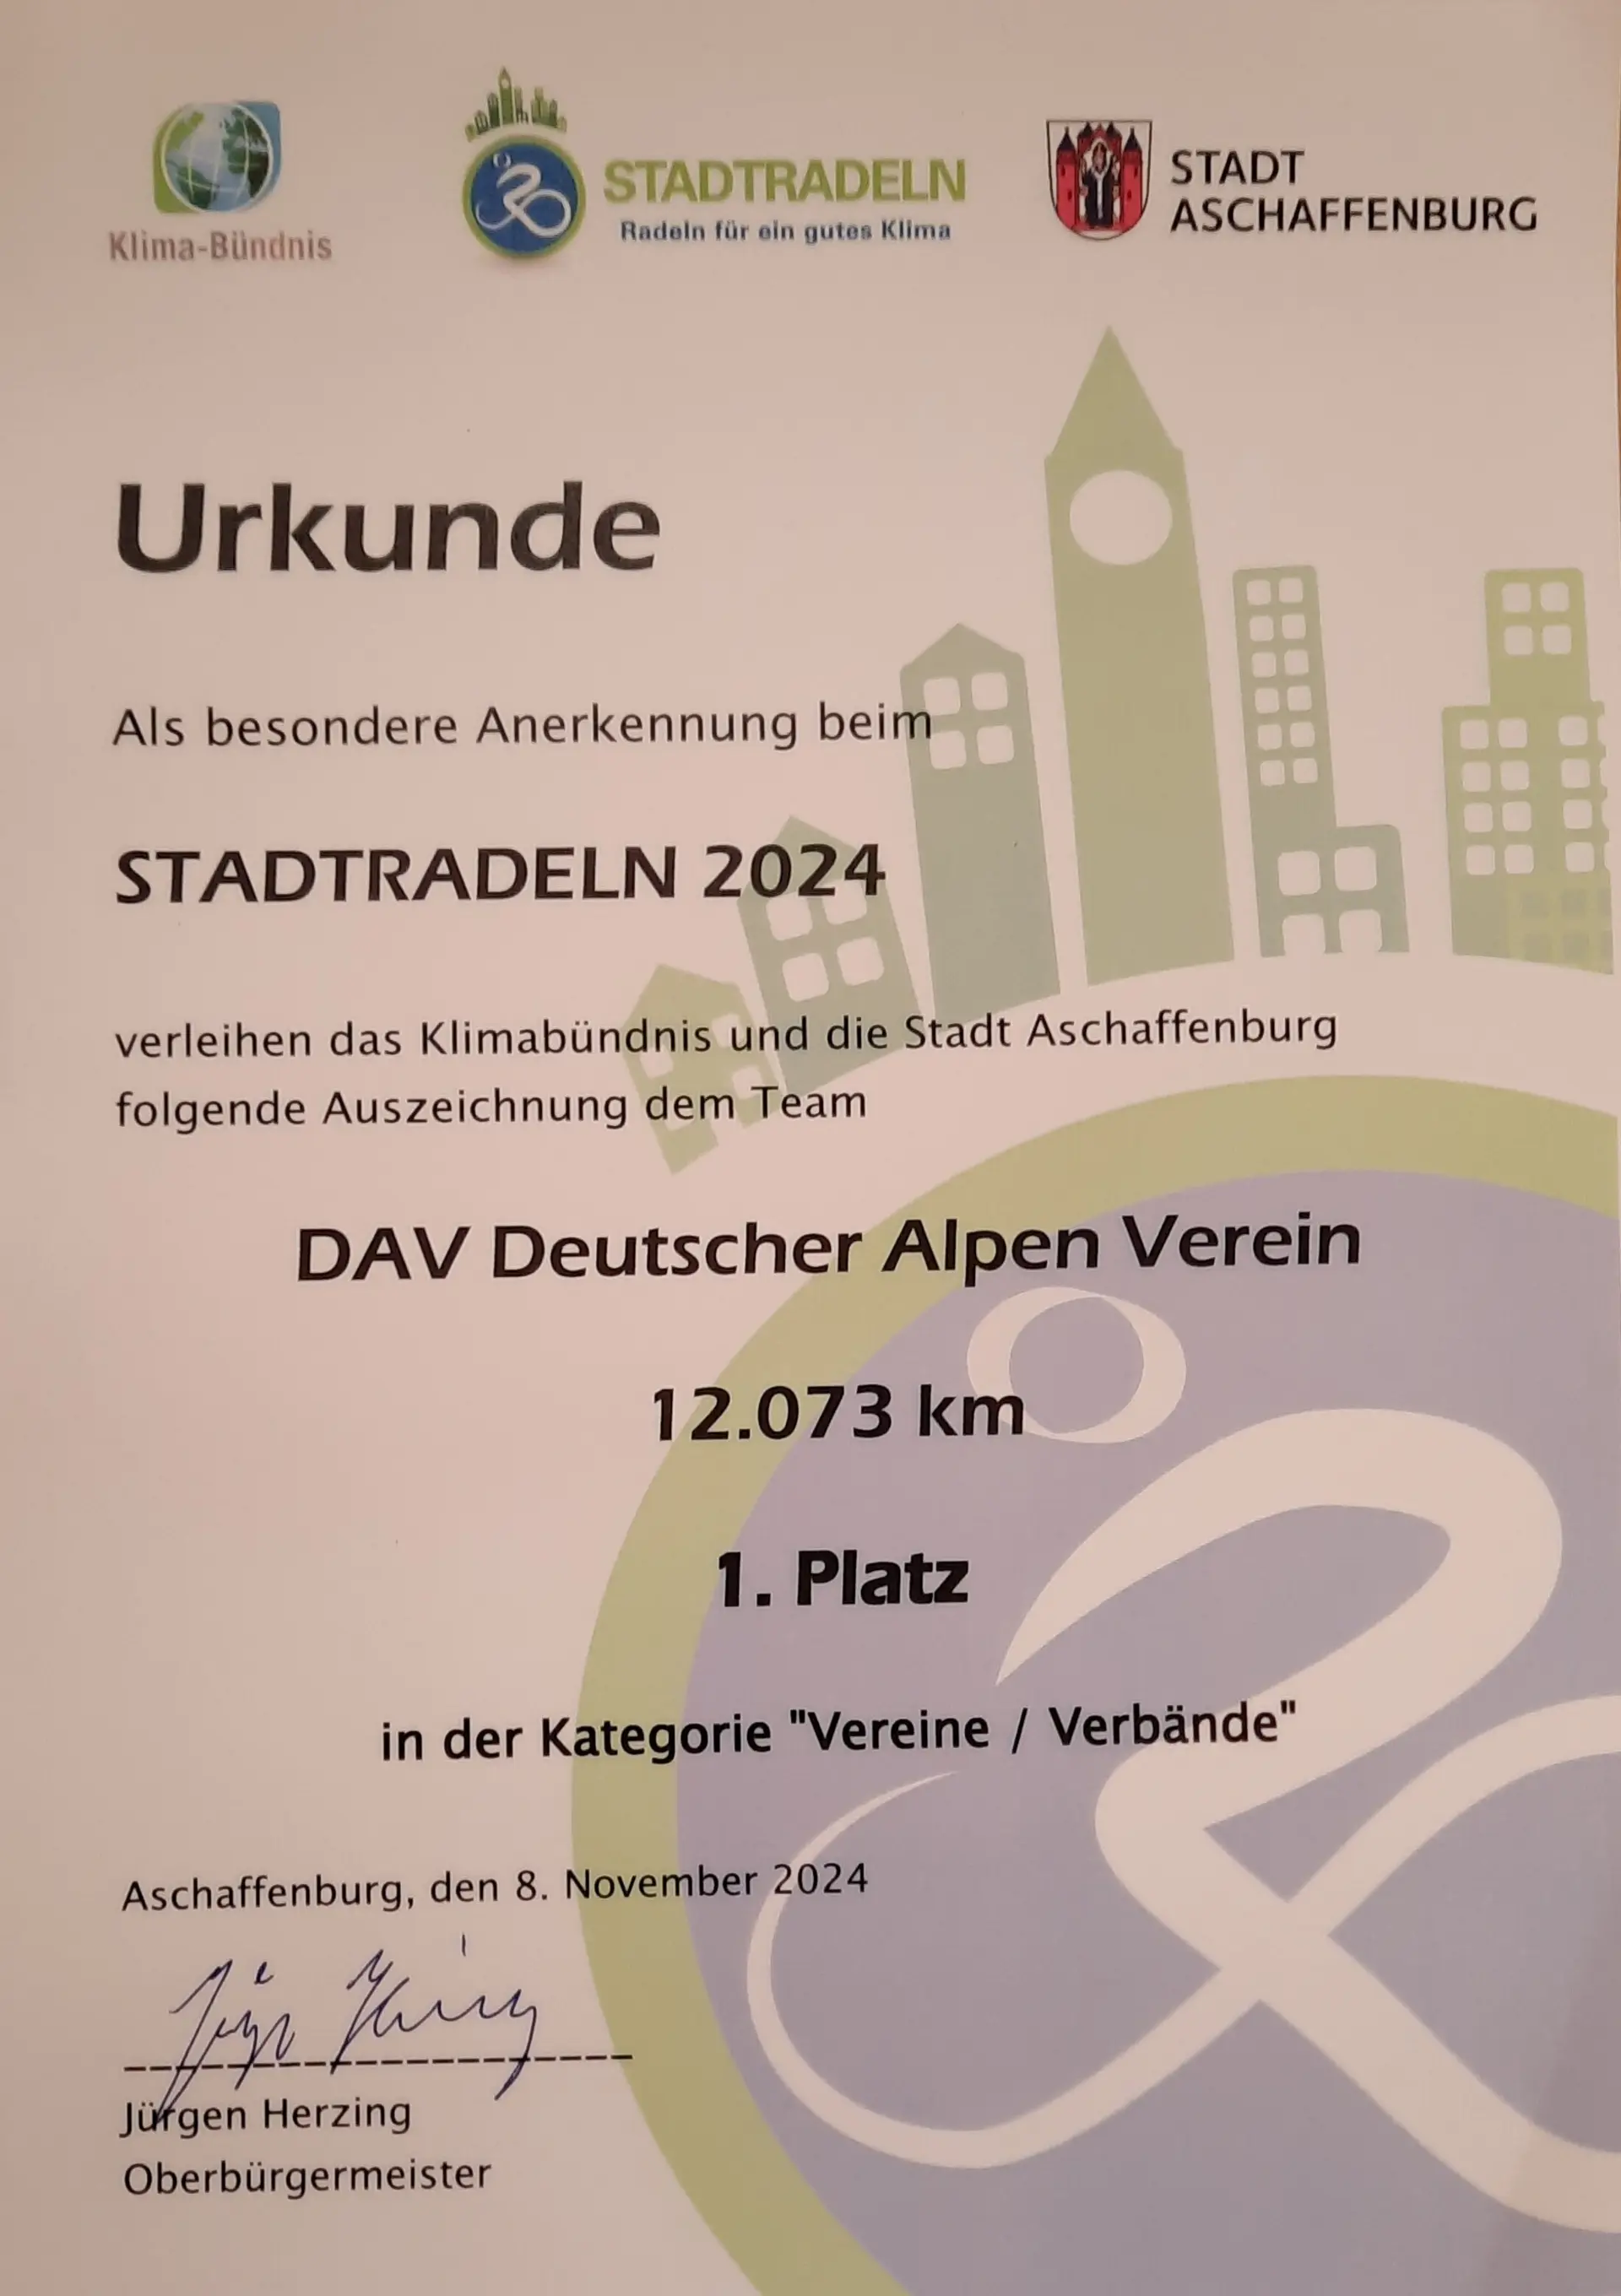 Klima-Bündnis
STADTRADELN
Radeln für ein gutes Klima
STADT
ASCHAFFENBURG
Urkunde
Als besondere Anerkennung beim
STADTRADELN 2024
verleihen das Klimabündnis und die Stadt Aschaffenburg
folgende Auszeichnung dem Team
DAV Deutscher Alpen Verein
12.073 km
1. Platz
in der Kategorie "Vereine / Verbände"
Aschaffenburg, den 8. November 2024
Jürgen Herzing
Jürgen Herzing
Oberbürgermeister